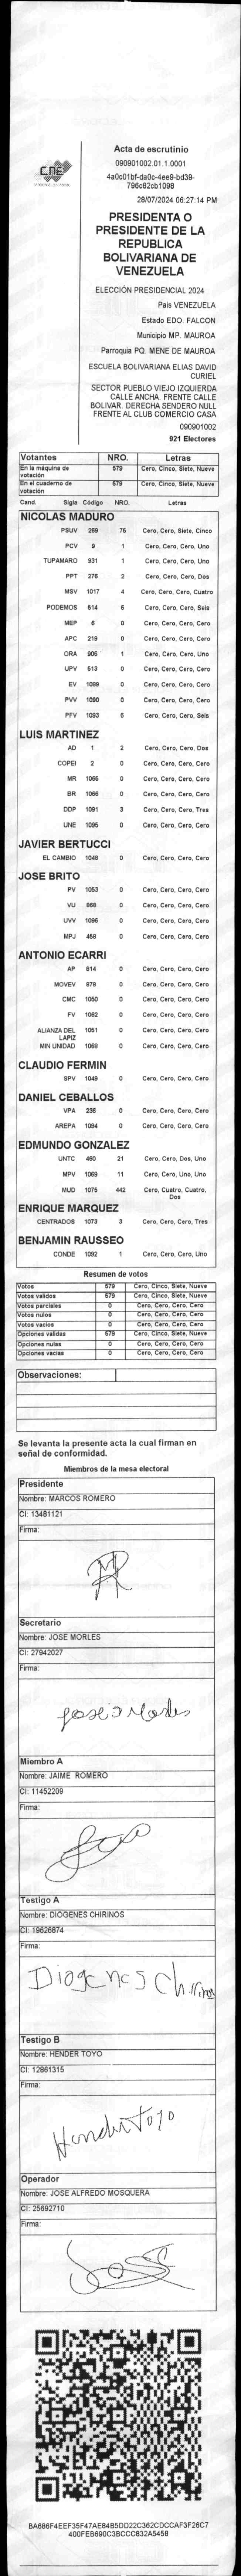 CNE
Acta de escrutinio
090901002.01.1.0001
4a0c01bf-da0c-4ee9-bd39-
796c82cb1098
28/07/2024 06:27:14 PM
PRESIDENTA O
PRESIDENTE DE LA
REPUBLICA
BOLIVARIANA DE
VENEZUELA
ELECCIÓN PRESIDENCIAL 2024
País VENEZUELA
Estado EDO. FALCON
Municipio MP. MAUROA
Parroquia PQ. MENE DE MAUROA
ESCUELA BOLIVARIANA ELIAS DAVID
CURIEL
SECTOR PUEBLO VIEJO IZQUIERDA
CALLE ANCHA. FRENTE CALLE
BOLIVAR. DERECHA SENDERO NULL
FRENTE AL CLUB COMERCIO CASA
090901002
921 Electores
Votantes NRO. Letras
En la máquina de votación 579 Cero, Cinco, Siete, Nueve
En el cuaderno de votación 579 Cero, Cinco, Siete, Nueve
Cand. Sigla Código NRO. Letras
NICOLAS MADURO
PSUV 269 75 Cero, Cero, Siete, Cinco
PCV 9 1 Cero, Cero, Cero, Uno
TUPAMARO 931 1 Cero, Cero, Cero, Uno
PPT 276 2 Cero, Cero, Cero, Dos
MSV 1017 4 Cero, Cero, Cero, Cuatro
PODEMOS 514 6 Cero, Cero, Cero, Seis
MEP 6 0 Cero, Cero, Cero, Cero
APC 219 0 Cero, Cero, Cero, Cero
ORA 906 1 Cero, Cero, Cero, Uno
UPV 513 0 Cero, Cero, Cero, Cero
EV 1089 0 Cero, Cero, Cero, Cero
PVV 1090 0 Cero, Cero, Cero, Cero
PFV 1093 6 Cero, Cero, Cero, Seis
LUIS MARTINEZ
AD 1 2 Cero, Cero, Cero, Dos
COPEI 2 0 Cero, Cero, Cero, Cero
MR 1065 0 Cero, Cero, Cero, Cero
BR 1066 0 Cero, Cero, Cero, Cero
DDP 1091 3 Cero, Cero, Cero, Tres
UNE 1095 0 Cero, Cero, Cero, Cero
JAVIER BERTUCCI
EL CAMBIO 1048 0 Cero, Cero, Cero, Cero
JOSE BRITO
PV 1053 0 Cero, Cero, Cero, Cero
VU 868 0 Cero, Cero, Cero, Cero
UVV 1096 0 Cero, Cero, Cero, Cero
MPJ 458 0 Cero, Cero, Cero, Cero
ANTONIO ECARRI
AP 814 0 Cero, Cero, Cero, Cero
MOVEV 878 0 Cero, Cero, Cero, Cero
CMC 1050 0 Cero, Cero, Cero, Cero
FV 1062 0 Cero, Cero, Cero, Cero
ALIANZA DEL LAPIZ 1051 0 Cero, Cero, Cero, Cero
MIN UNIDAD 1068 0 Cero, Cero, Cero, Cero
CLAUDIO FERMIN
SPV 1049 0 Cero, Cero, Cero, Cero
DANIEL CEBALLOS
VPA 236 0 Cero, Cero, Cero, Cero
AREPA 1094 0 Cero, Cero, Cero, Cero
EDMUNDO GONZALEZ
UNTC 460 21 Cero, Cero, Dos, Uno
MPV 1069 11 Cero, Cero, Uno, Uno
MUD 1075 442 Cero, Cuatro, Cuatro,
Dos
ENRIQUE MARQUEZ
CENTRADOS 1073 3 Cero, Cero, Cero, Tres
BENJAMIN RAUSSEO
CONDE 1092 1 Cero, Cero, Cero, Uno
Resumen de votos
Votos 579 Cero, Cinco, Siete, Nueve
Votos validos 579 Cero, Cinco, Siete, Nueve
Votos parciales 0 Cero, Cero, Cero, Cero
Votos nulos 0 Cero, Cero, Cero, Cero
Votos vacios 0 Cero, Cero, Cero, Cero
Opciones validas 579 Cero, Cinco, Siete, Nueve
Opciones nulas 0 Cero, Cero, Cero, Cero
Opciones vacias 0 Cero, Cero, Cero, Cero
Observaciones:
Se levanta la presente acta la cual firman en
señal de conformidad.
Miembros de la mesa electoral
Presidente
Nombre: MARCOS ROMERO
CI: 13481121
Firma:
Secretario
Nombre: JOSE MORLES
CI: 27942027
Firma:
Miembro A
Nombre: JAIME ROMERO
CI: 11452209
Firma:
Testigo A
Nombre: DIOGENES CHIRINOS
CI: 19626874
Firma:
Diogenes Chirino
Testigo B
Nombre: HENDER TOYO
CI: 12861315
Firma:
Hender Toyo
Operador
Nombre: JOSE ALFREDO MOSQUERA
CI: 25692710
Firma:
BA686F4EEF35F47AEB4B5DD22C362CDCCAF3F26C7
400FEB690C3BCCC832A5458